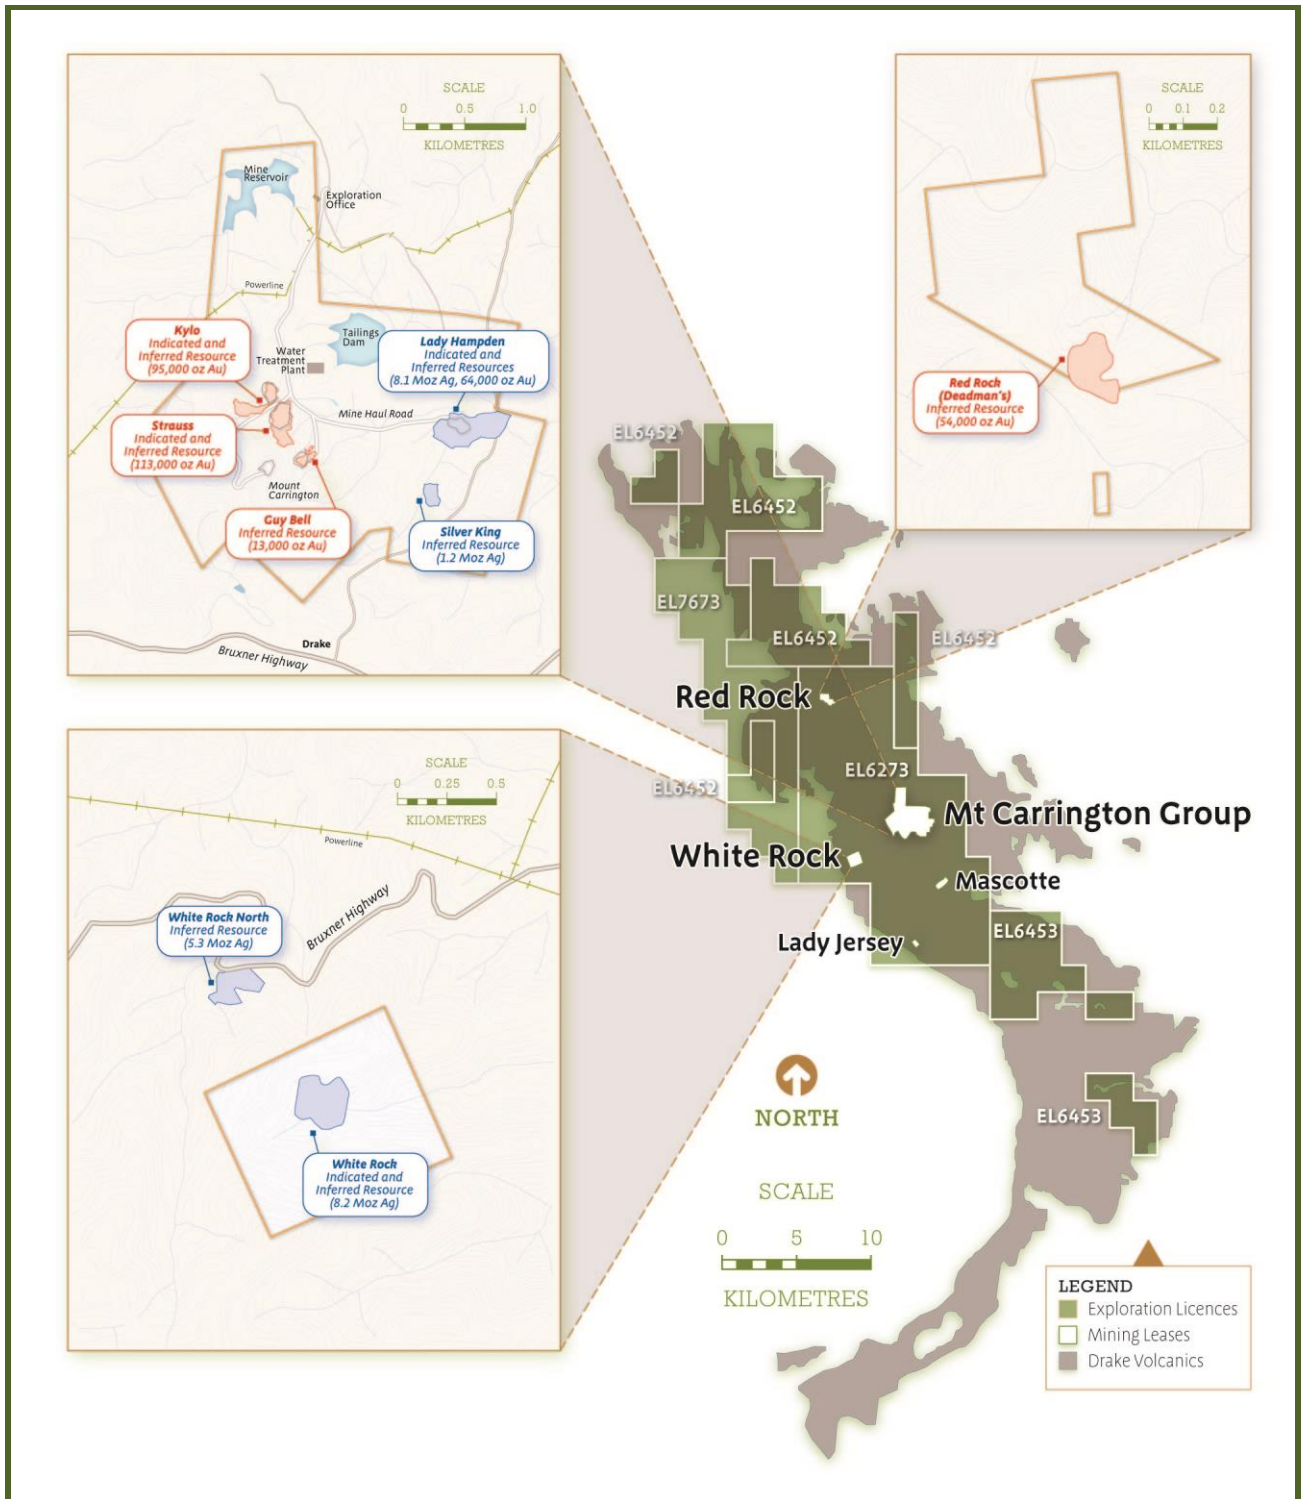 SCALE
0 0.5 1.0
KILOMETRES
Mine
Reservoir
Exploration
Office
Powerline
Kylo
Indicated and
Inferred Resource
(95,000 oz Au)
Tailings
Dam
Water
Treatment
Plant
Lady Hampden
Indicated and
Inferred Resources
(8.1 Moz Ag, 64,000 oz Au)
Mine Haul Road
Strauss
Indicated and
Inferred Resource
(113,000 oz Au)
Mount
Carrington
Guy Bell
Inferred Resource
(13,000 oz Au)
Silver King
Inferred Resource
(1.2 Moz Ag)
Drake
Bruxner Highway
SCALE
0 0.1 0.2
KILOMETRES
Red Rock
(Deadman's)
Inferred Resource
(54,000 oz Au)
EL6452
EL6452
EL7673
EL6452
EL6452
Red Rock
EL6273
EL6452
Mt Carrington Group
White Rock
Mascotte
Lady Jersey
EL6453
EL6453
SCALE
0 0.25 0.5
KILOMETRES
Powerline
Bruxner Highway
White Rock North
Inferred Resource
(5.3 Moz Ag)
White Rock
Indicated and
Inferred Resource
(8.2 Moz Ag)
NORTH
SCALE
0 5 10
KILOMETRES
LEGEND
Exploration Licences
Mining Leases
Drake Volcanics